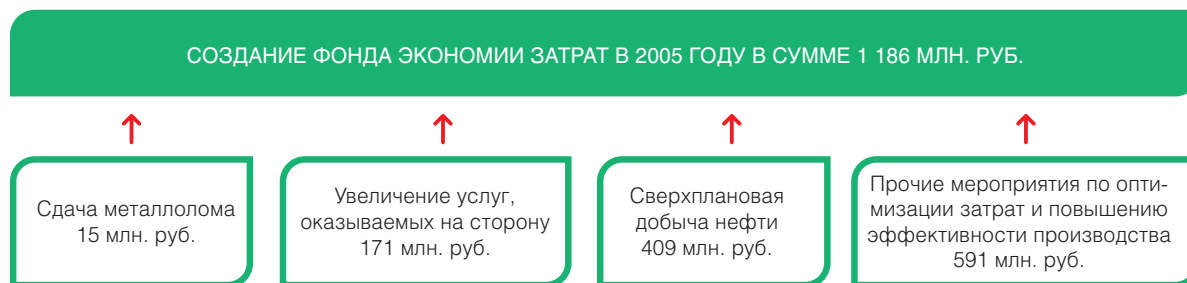 СОЗДАНИЕ ФОНДА ЭКОНОМИИ ЗАТРАТ В 2005 ГОДУ В СУММЕ 1 186 МЛН. РУБ.
Сдача металлолома
15 млн. руб.
Увеличение услуг,
оказываемых на сторону
171 млн. руб.
Сверхплановая
добыча нефти
409 млн. руб.
Прочие мероприятия по опти-
мизации затрат и повышению
эффективности производства
591 млн. руб.